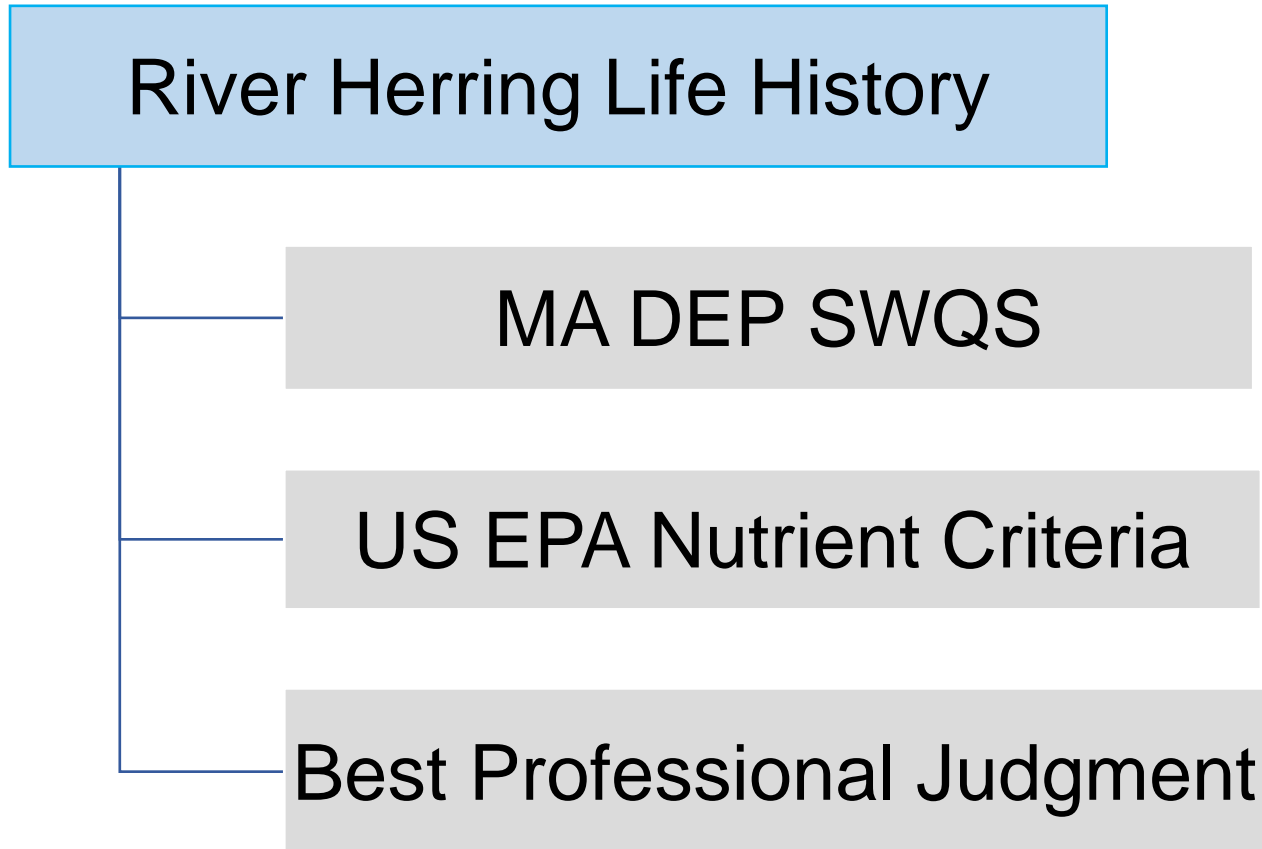 River Herring Life History
MA DEP SWQS
US EPA Nutrient Criteria
Best Professional Judgment